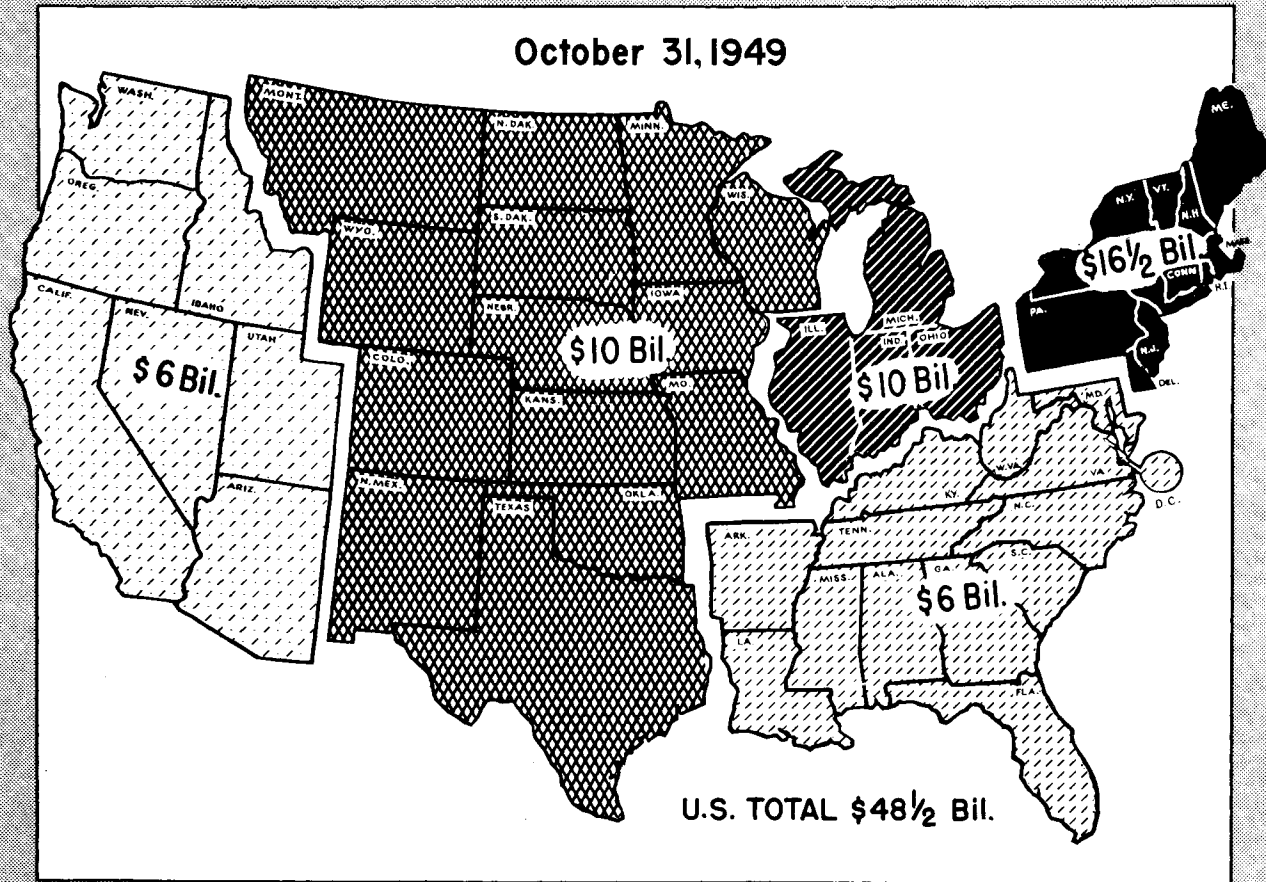 October 31, 1949
WASH.
MONT.
N. DAK.
MINN.
ME.
OREG.
S. DAK.
WIS.
N.Y.
VT.
N.H
WYO.
MASS.
$16½ Bil.
CONN.
R.I.
CALIF.
IDAHO
NEV.
NEBR.
IOWA
PA.
UTAH
ILL.
MICH.
IND.
OHIO
N.J.
$6 Bil.
COLO.
$10 Bil.
$10 Bil.
DEL.
MO.
MD.
KANS.
W.VA.
VA.
ARIZ.
N. MEX.
OKLA.
KY.
D.C.
TEXAS
N.C.
ARK.
TENN.
S.C.
MISS.
ALA.
GA.
$6 Bil.
LA.
FLA.
U.S. TOTAL $48½ Bil.